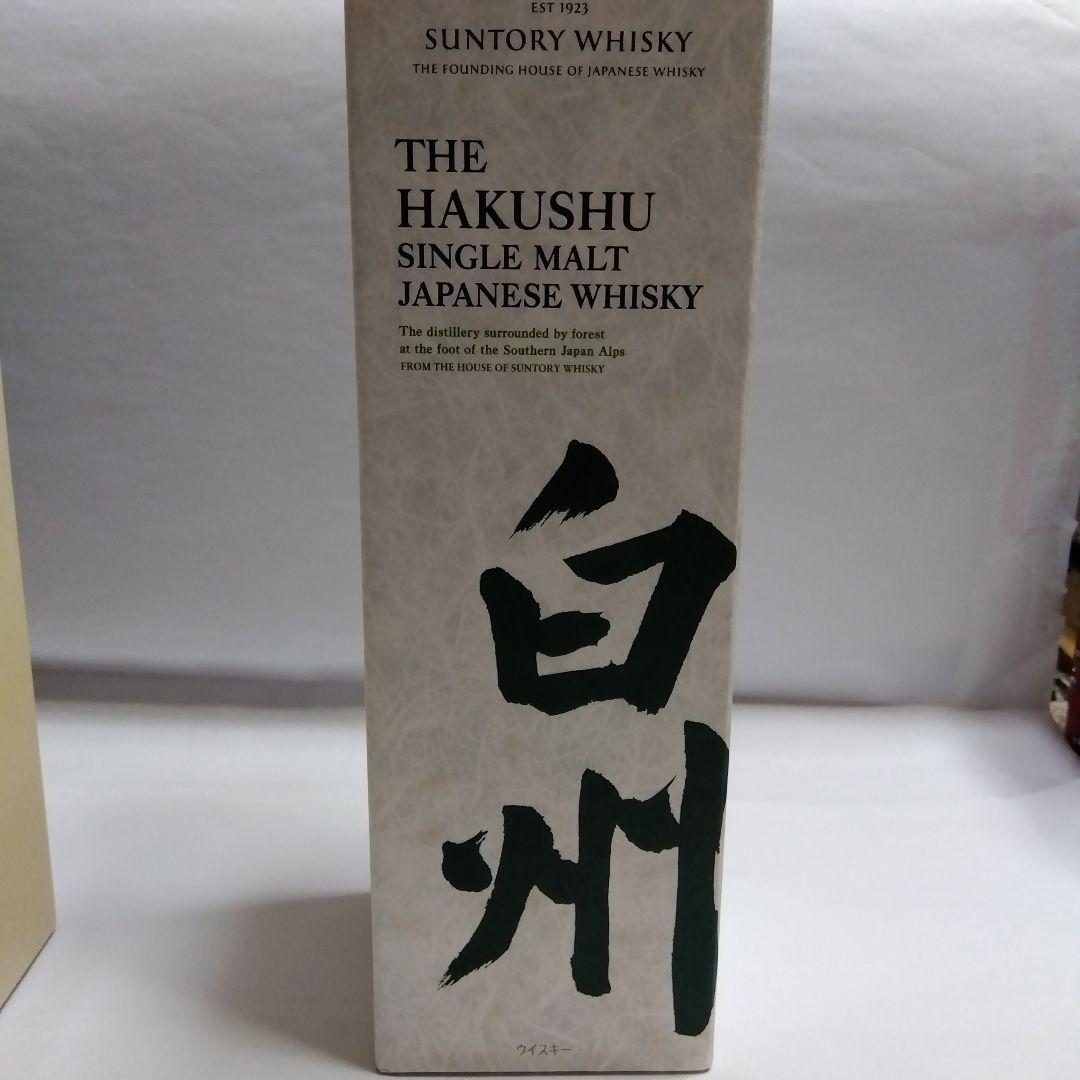 EST 1923
SUNTORY WHISKY
THE FOUNDING HOUSE OF JAPANESE WHISKY
THE
HAKUSHU
SINGLE MALT
JAPANESE WHISKY
The distillery surrounded by forest
at the foot of the Southern Japan Alps
FROM THE HOUSE OF SUNTORY WHISKY
白
州
ウイスキー